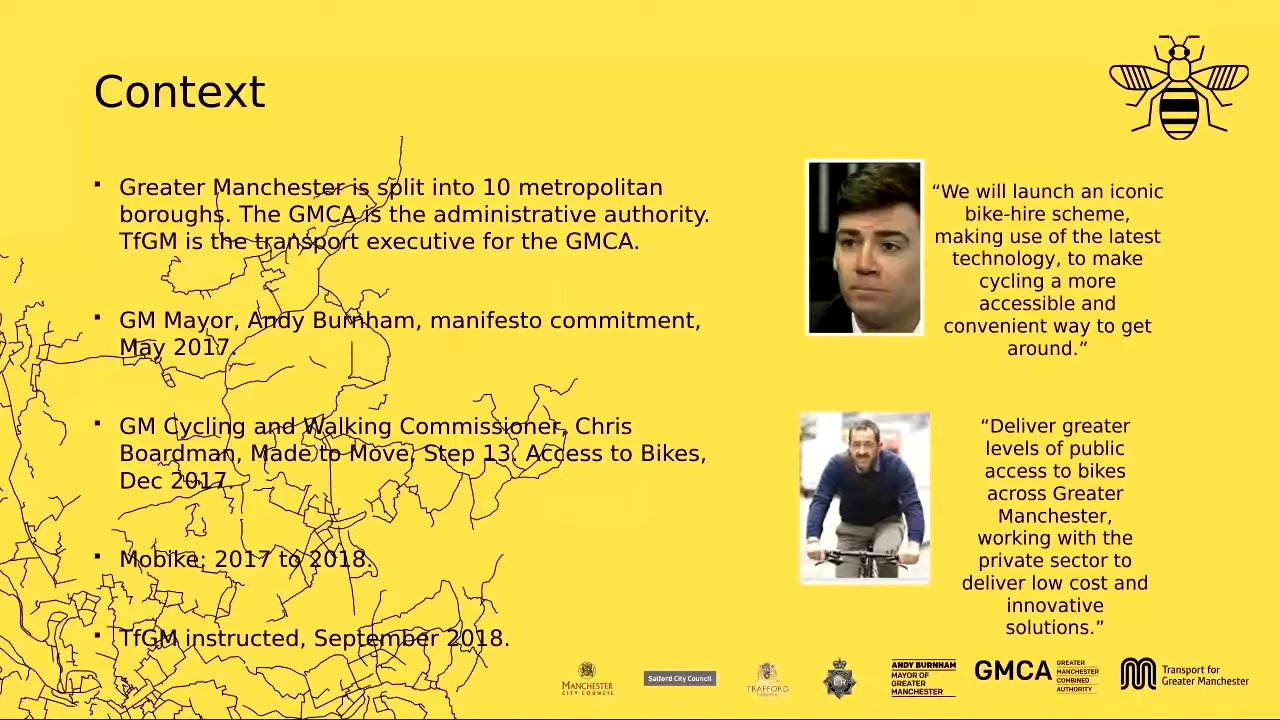 Context
Greater Manchester is split into 10 metropolitan
boroughs. The GMCA is the administrative authority.
TfGM is the transport executive for the GMCA.
GM Mayor, Andy Burnham, manifesto commitment,
May 2017.
GM Cycling and Walking Commissioner, Chris
Boardman, Made to Move, Step 13. Access to Bikes,
Dec 2017.
Mobike; 2017 to 2018.
TfGM instructed, September 2018.
“We will launch an iconic
bike-hire scheme,
making use of the latest
technology, to make
cycling a more
accessible and
convenient way to get
around.”
“Deliver greater
levels of public
access to bikes
across Greater
Manchester,
working with the
private sector to
deliver low cost and
innovative
solutions.”
MANCHESTER
CITY COUNCIL
Salford City Council
TRAFFORD
COUNCIL
ANDY BURNHAM
MAYOR OF
GREATER
MANCHESTER
GMCA
GREATER
MANCHESTER
COMBINED
AUTHORITY
Transport for
Greater Manchester